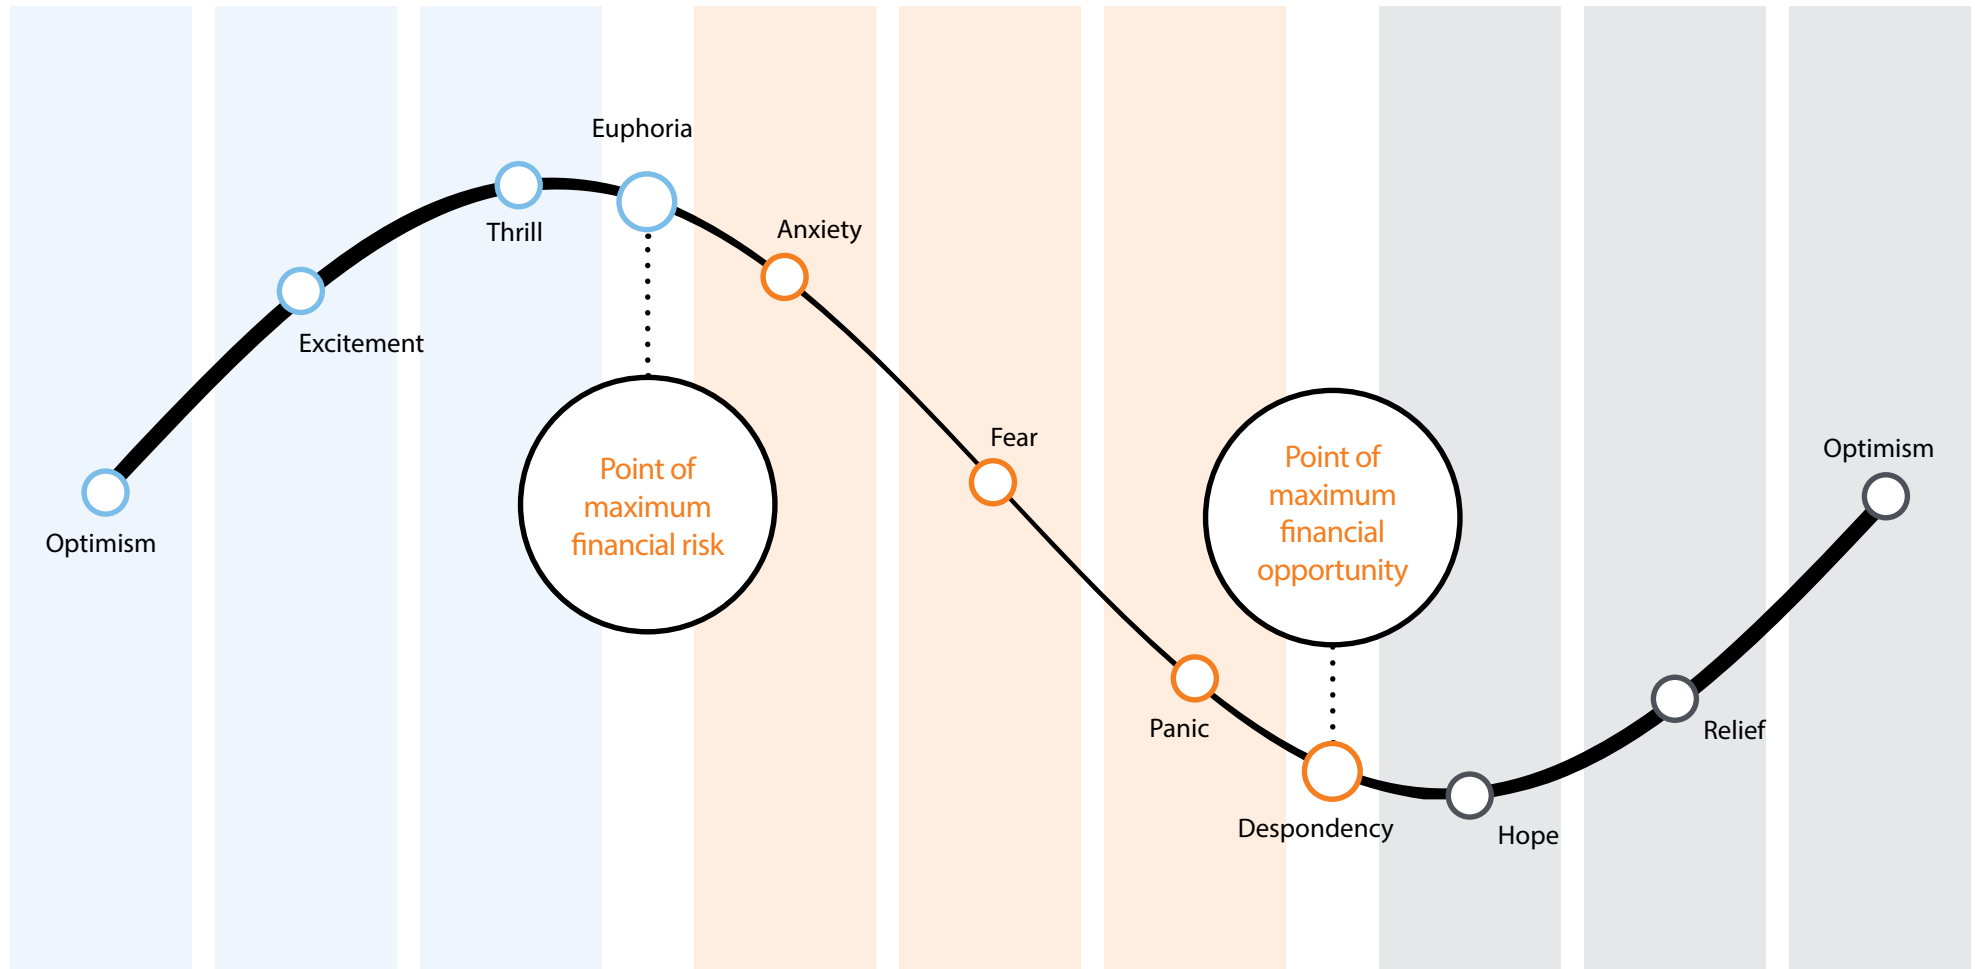 Euphoria
Thrill
Anxiety
Excitement
Optimism
Point of
maximum
financial risk
Fear
Point of
maximum
financial
opportunity
Optimism
Panic
Despondency
Hope
Relief